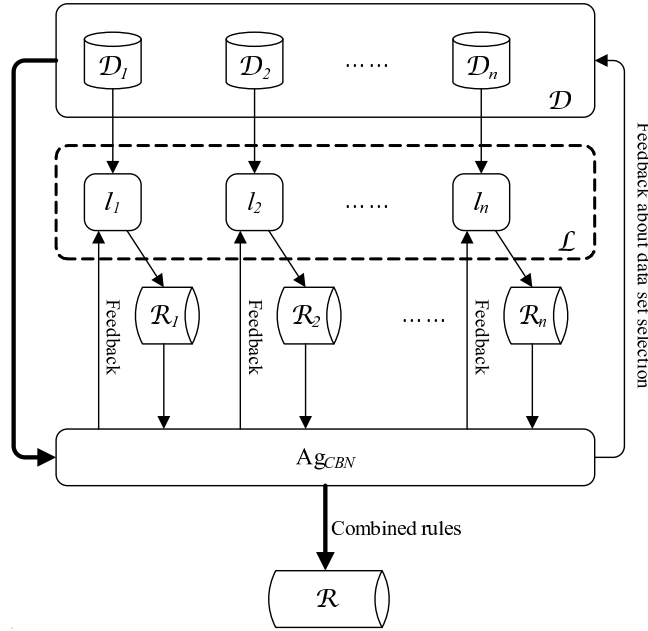 𝒟1 𝒟2 …… 𝒟n
𝒟
l1 l2 …… ln
ℒ
Feedback ℛ1 Feedback ℛ2 …… Feedback ℛn
Feedback about data set selection
AgCBN
Combined rules
ℛ